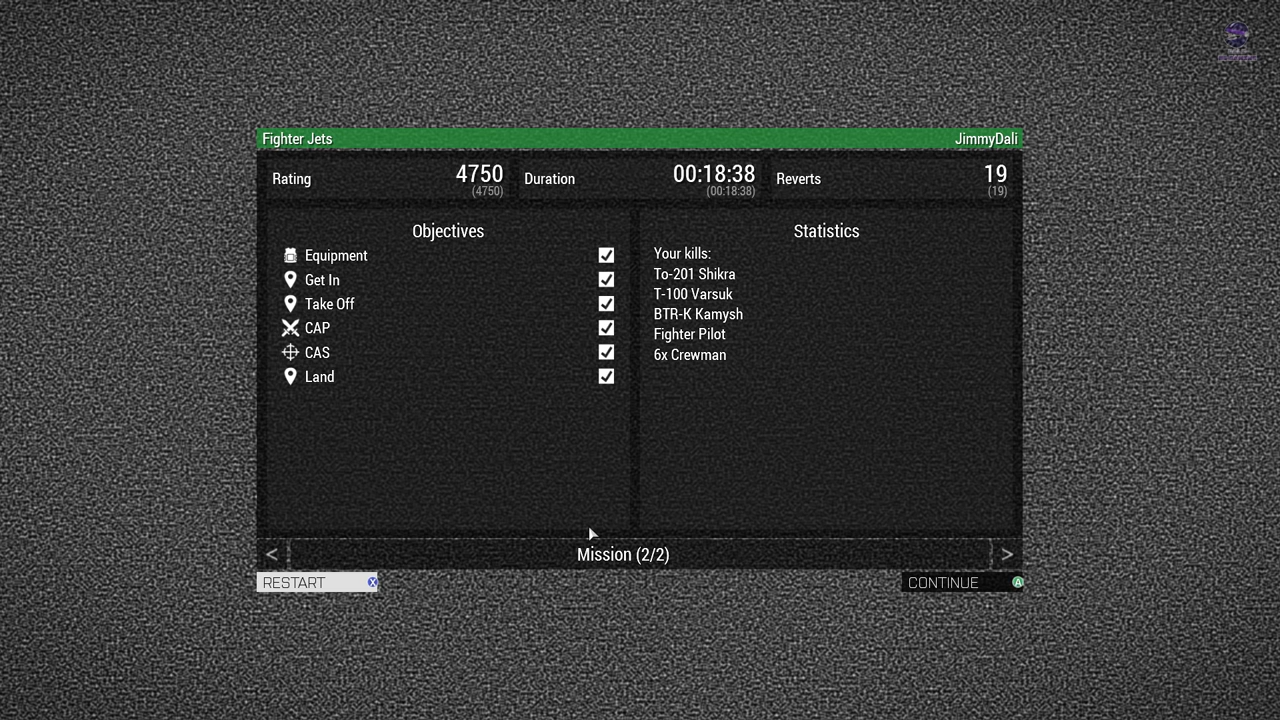 Fighter Jets JimmyDali
Rating 4750 (4750) Duration 00:18:38 (00:18:38) Reverts 19 (19)
Objectives
Equipment
Get In
Take Off
CAP
CAS
Land
Statistics
Your kills:
To-201 Shikra
T-100 Varsuk
BTR-K Kamysh
Fighter Pilot
6x Crewman
< Mission (2/2) >
RESTART X CONTINUE A